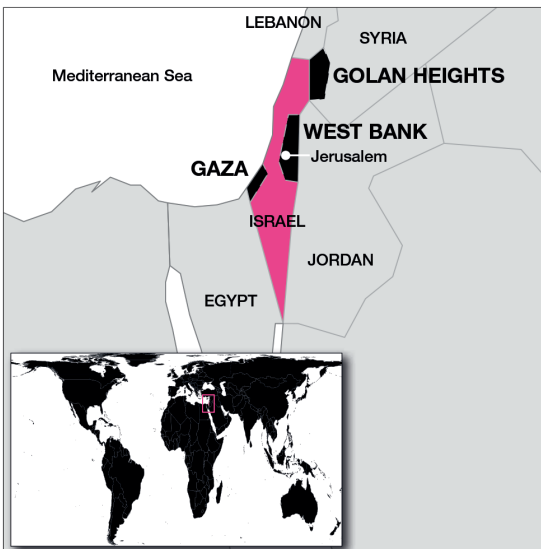 LEBANON
SYRIA
Mediterranean Sea
GOLAN HEIGHTS
WEST BANK
Jerusalem
GAZA
ISRAEL
JORDAN
EGYPT